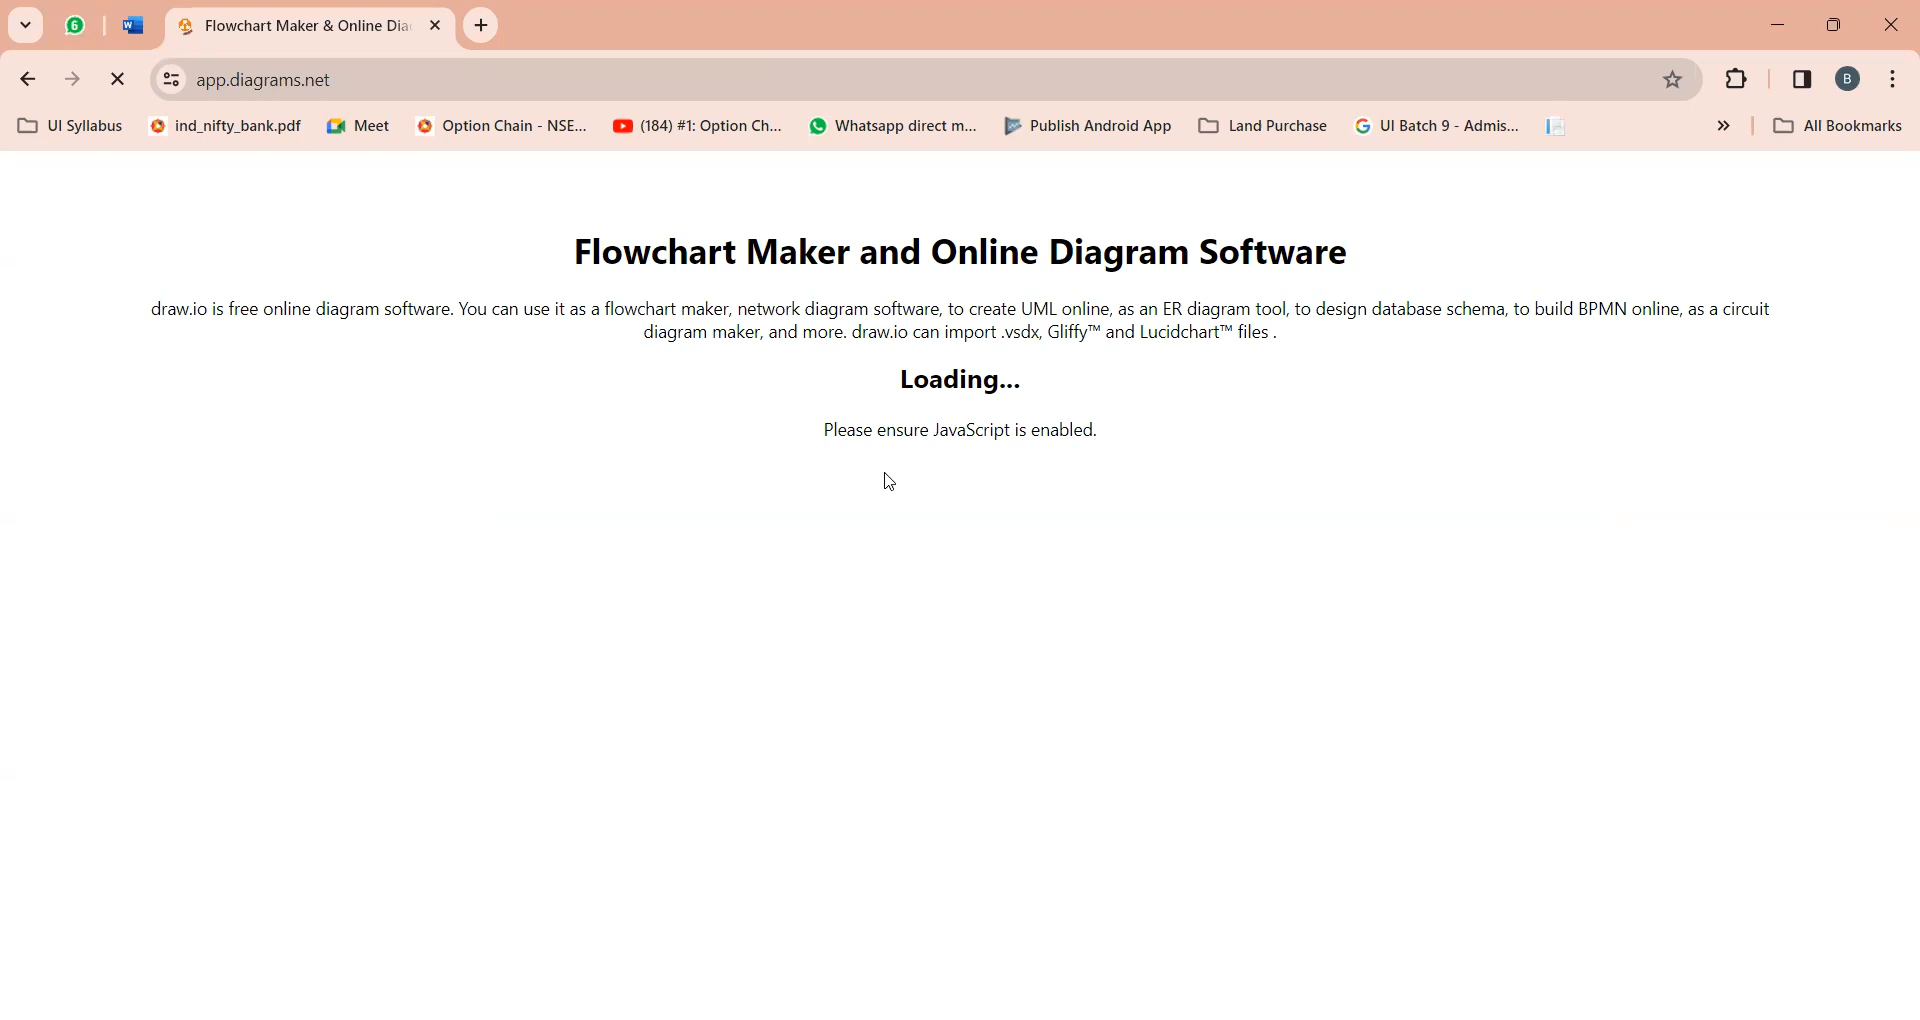 6
W
Flowchart Maker & Online Dia
app.diagrams.net
B
UI Syllabus
ind_nifty_bank.pdf
Meet
Option Chain - NSE...
(184) #1: Option Ch...
Whatsapp direct m...
Publish Android App
Land Purchase
UI Batch 9 - Admis...
All Bookmarks
Flowchart Maker and Online Diagram Software
draw.io is free online diagram software. You can use it as a flowchart maker, network diagram software, to create UML online, as an ER diagram tool, to design database schema, to build BPMN online, as a circuit
diagram maker, and more. draw.io can import .vsdx, Gliffy™ and Lucidchart™ files .
Loading...
Please ensure JavaScript is enabled.